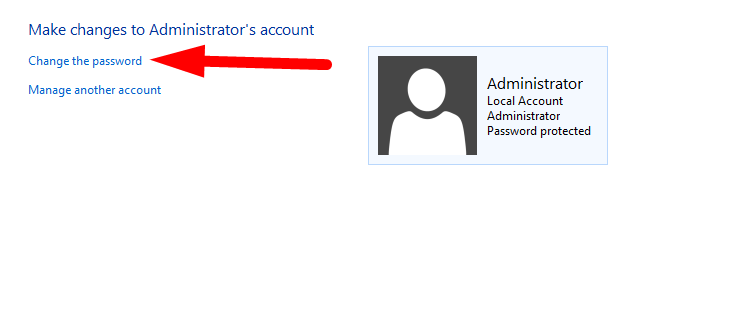 Make changes to Administrator's account
Change the password
Manage another account
Administrator
Local Account
Administrator
Password protected